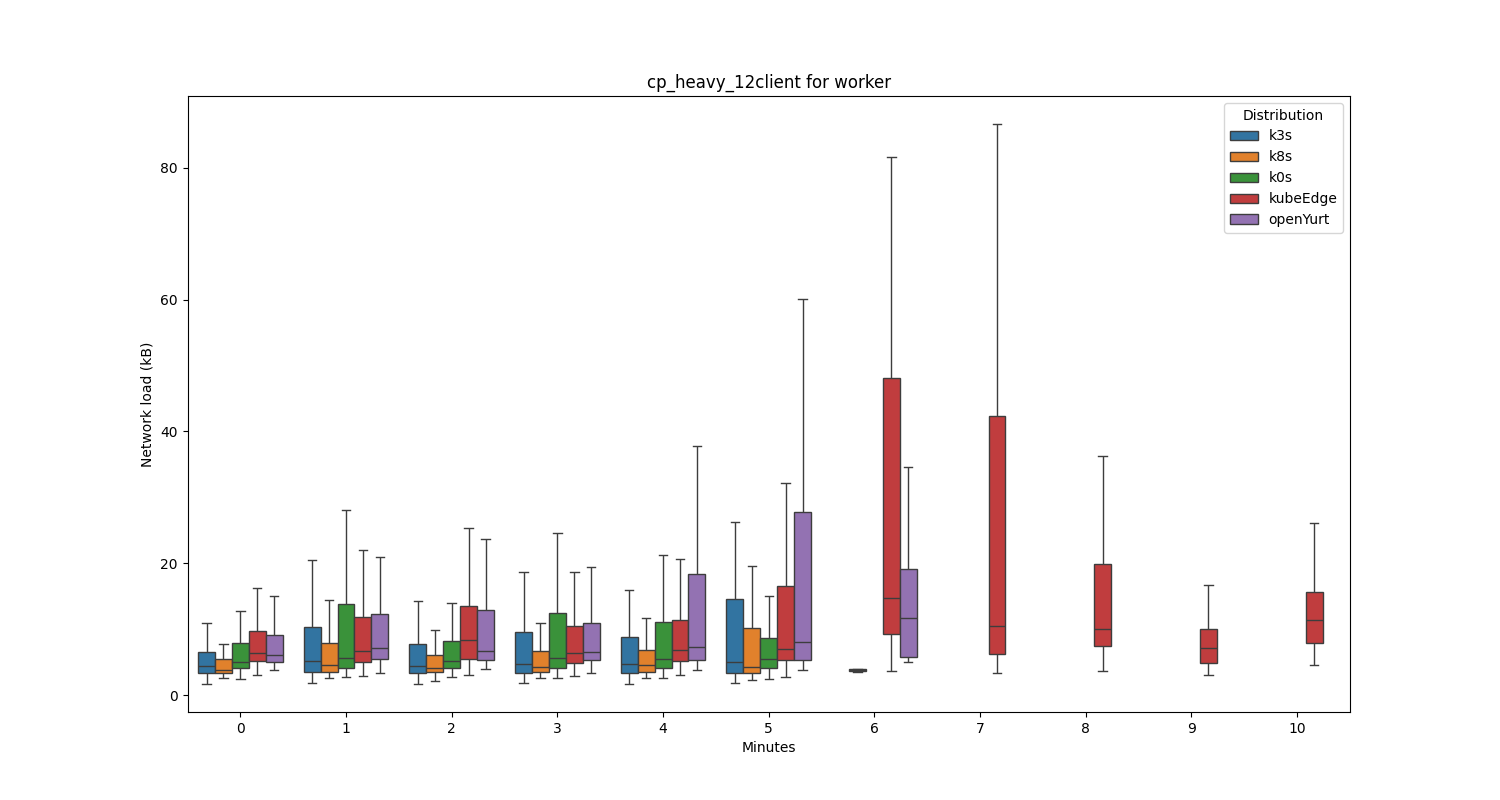 cp_heavy_12client for worker
Distribution
k3s
k8s
k0s
kubeEdge
openYurt
Network load (kB)
80
60
40
20
0
0 1 2 3 4 5 6 7 8 9 10
Minutes